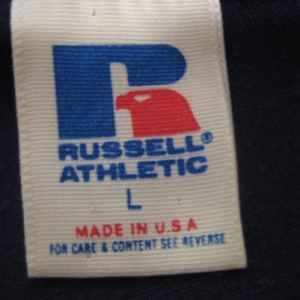 RUSSELL®
ATHLETIC
L
MADE IN U.S.A
FOR CARE & CONTENT SEE REVERSE